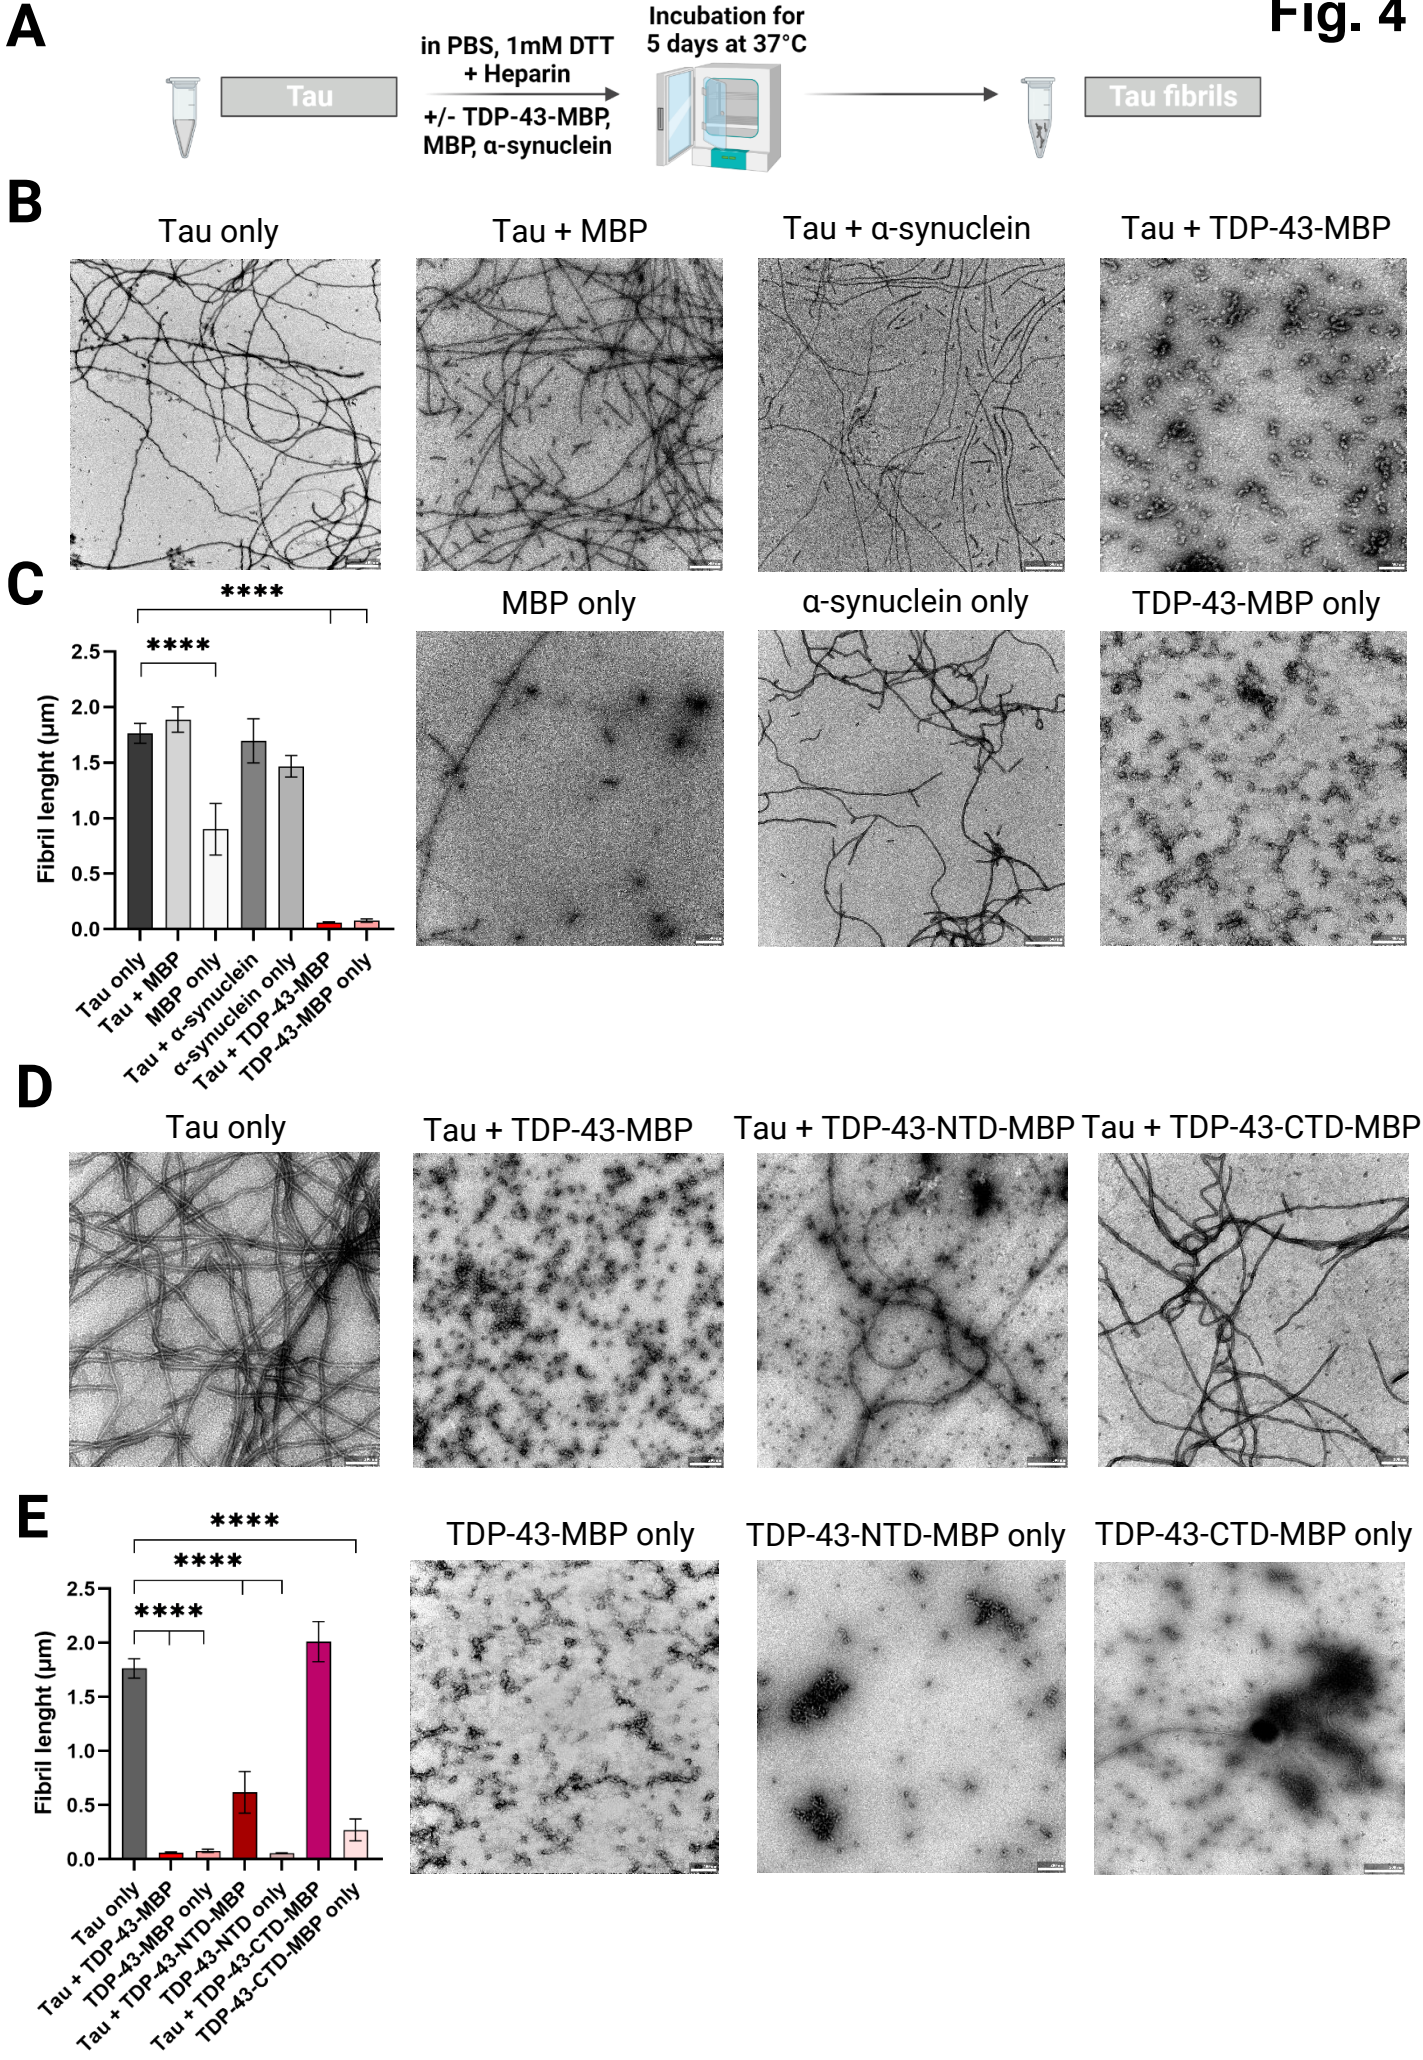 A
Fig. 4
in PBS, 1mM DTT
+ Heparin
+/- TDP-43-MBP,
MBP, α-synuclein
Incubation for
5 days at 37°C
Tau
Tau fibrils
B
Tau only
Tau + MBP
Tau + α-synuclein
Tau + TDP-43-MBP
C
MBP only
α-synuclein only
TDP-43-MBP only
****
****
Fibril lenght (μm)
2.5
2.0
1.5
1.0
0.5
0.0
Tau only
Tau + MBP
MBP only
Tau + α-synuclein
α-synuclein only
Tau + TDP-43-MBP
TDP-43-MBP only
D
Tau only
Tau + TDP-43-MBP
Tau + TDP-43-NTD-MBP
Tau + TDP-43-CTD-MBP
E
TDP-43-MBP only
TDP-43-NTD-MBP only
TDP-43-CTD-MBP only
****
****
****
Fibril lenght (μm)
2.5
2.0
1.5
1.0
0.5
0.0
Tau only
Tau + TDP-43-MBP
TDP-43-MBP only
Tau + TDP-43-NTD-MBP
TDP-43-NTD only
Tau + TDP-43-CTD-MBP
TDP-43-CTD-MBP only